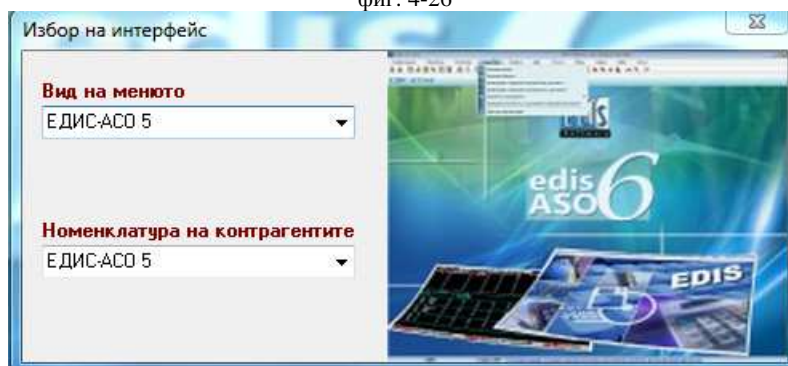 фиг. 4-26
Избор на интерфейс
Вид на менюто
ЕДИС-АСО 5
Номенклатура на контрагентите
ЕДИС-АСО 5
edis
edis
ASO 6
EDIS